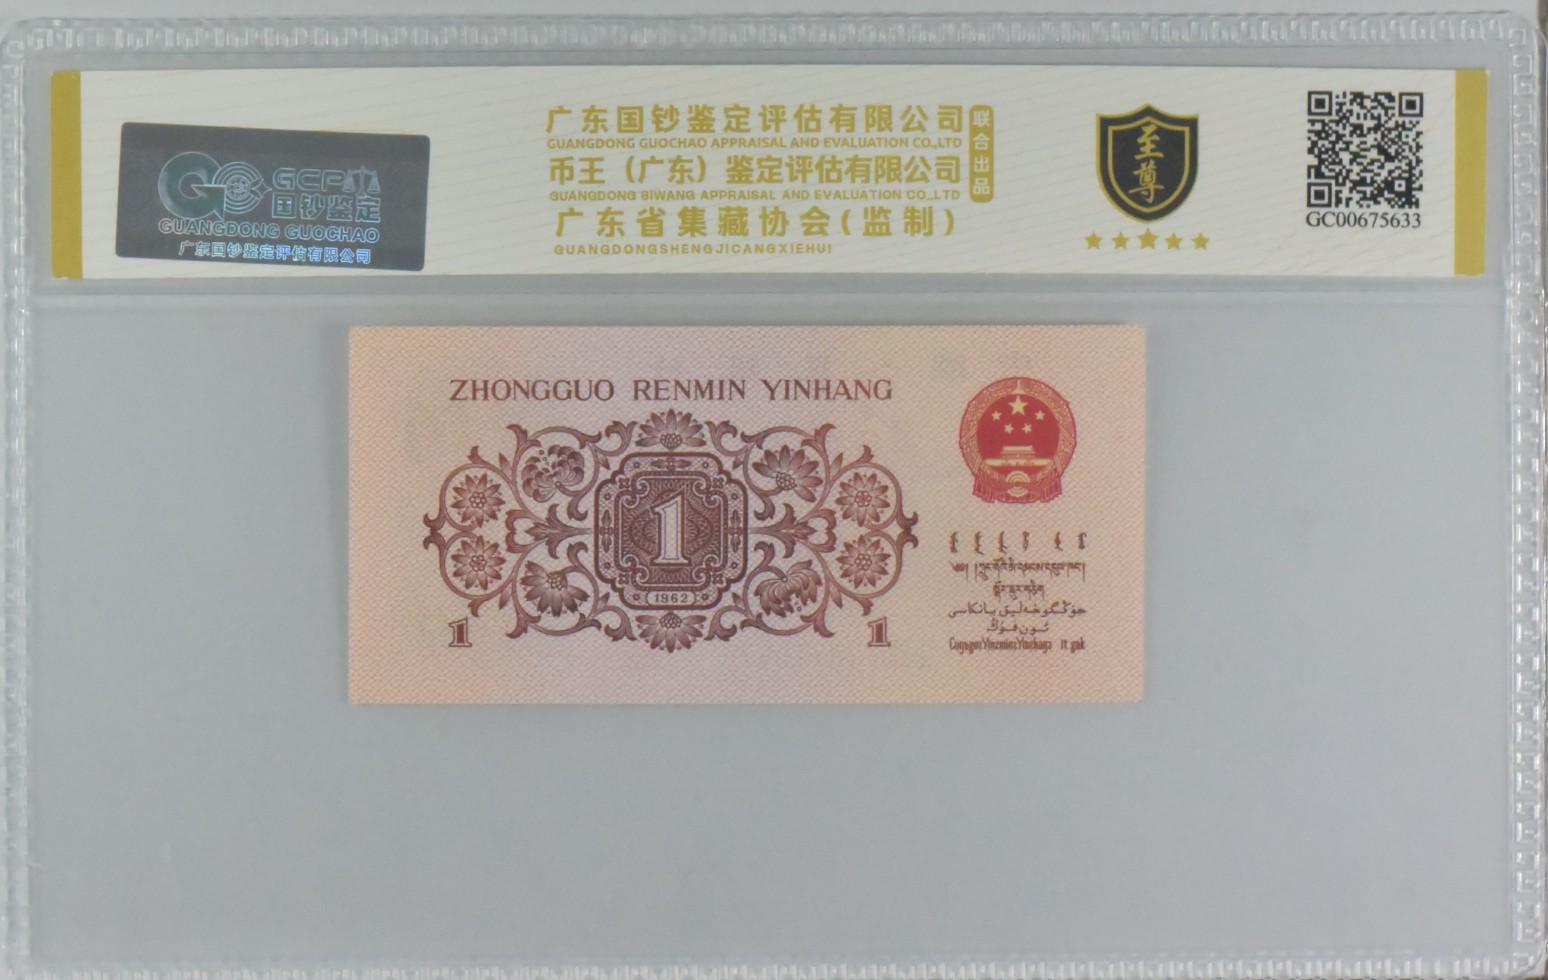 广东国钞鉴定评估有限公司
GUANGDONG GUOCHAO APPRAISAL AND EVALUATION CO.,LTD
币王（广东）鉴定评估有限公司
GUANGDONG BIWANG APPRAISAL AND EVALUATION CO.,LTD
广东省集藏协会(监制)
GUANGDONGSHENGJICANGXIEHUI
联合出品
GCP
国钞鉴定
GUANGDONG GUOCHAO
广东国钞鉴定评估有限公司
至尊
GC00675633
ZHONGGUO RENMIN YINHANG
1
1962
1
1
جۇڭگوخەلىق بانكاسى